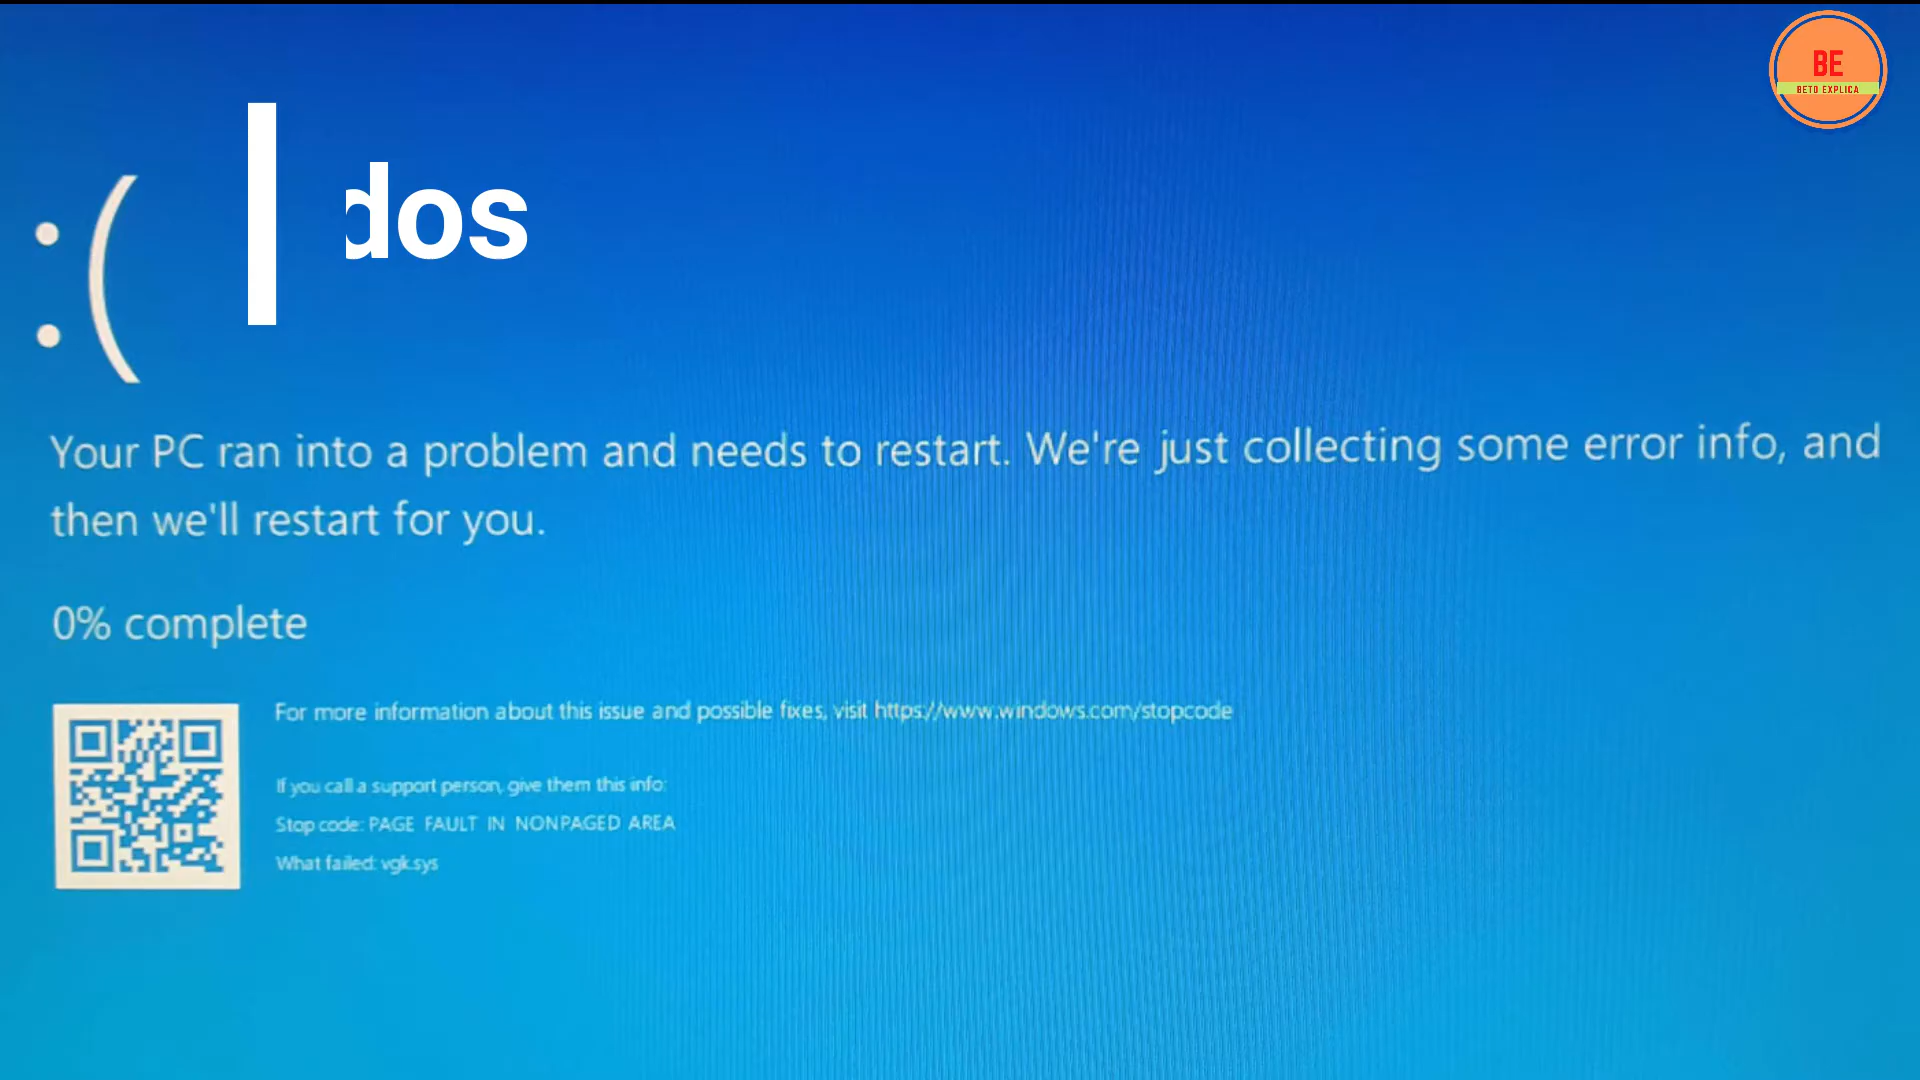 BE
BETO EXPLICA
dos
:(
Your PC ran into a problem and needs to restart. We're just collecting some error info, and
then we'll restart for you.
0% complete
For more information about this issue and possible fixes, visit https://www.windows.com/stopcode
If you call a support person, give them this info:
Stop code: PAGE FAULT IN NONPAGED AREA
What failed: vgk.sys